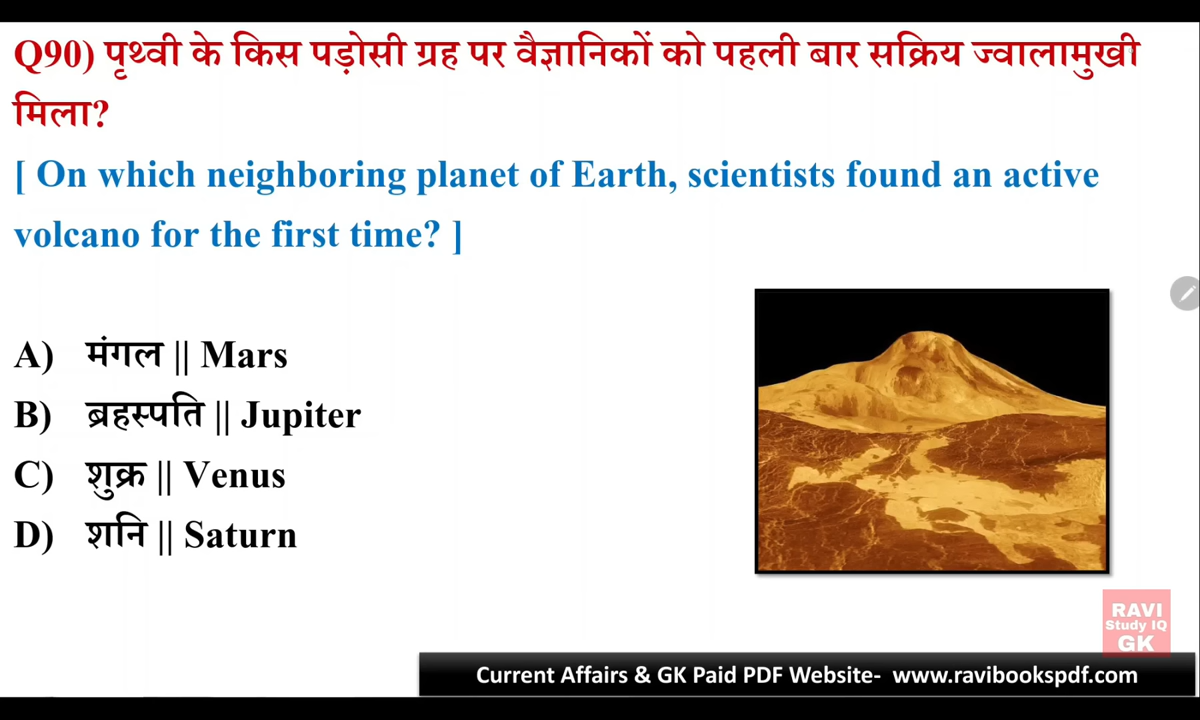 Q90) पृथ्वी के किस पड़ोसी ग्रह पर वैज्ञानिकों को पहली बार सक्रिय ज्वालामुखी
मिला?
[ On which neighboring planet of Earth, scientists found an active
volcano for the first time? ]
A) मंगल || Mars
B) ब्रहस्पति || Jupiter
C) शुक्र || Venus
D) शनि || Saturn
RAVI
Study IQ
GK
Current Affairs & GK Paid PDF Website- www.ravibookspdf.com